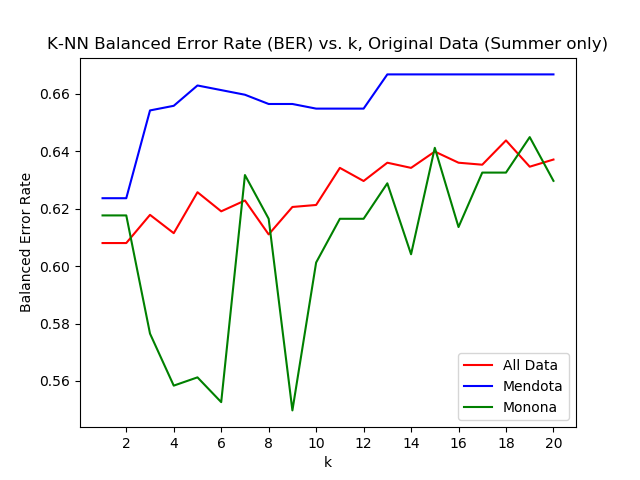 K-NN Balanced Error Rate (BER) vs. k, Original Data (Summer only)
Balanced Error Rate
0.66
0.64
0.62
0.60
0.58
0.56
All Data
Mendota
Monona
2 4 6 8 10 12 14 16 18 20
k